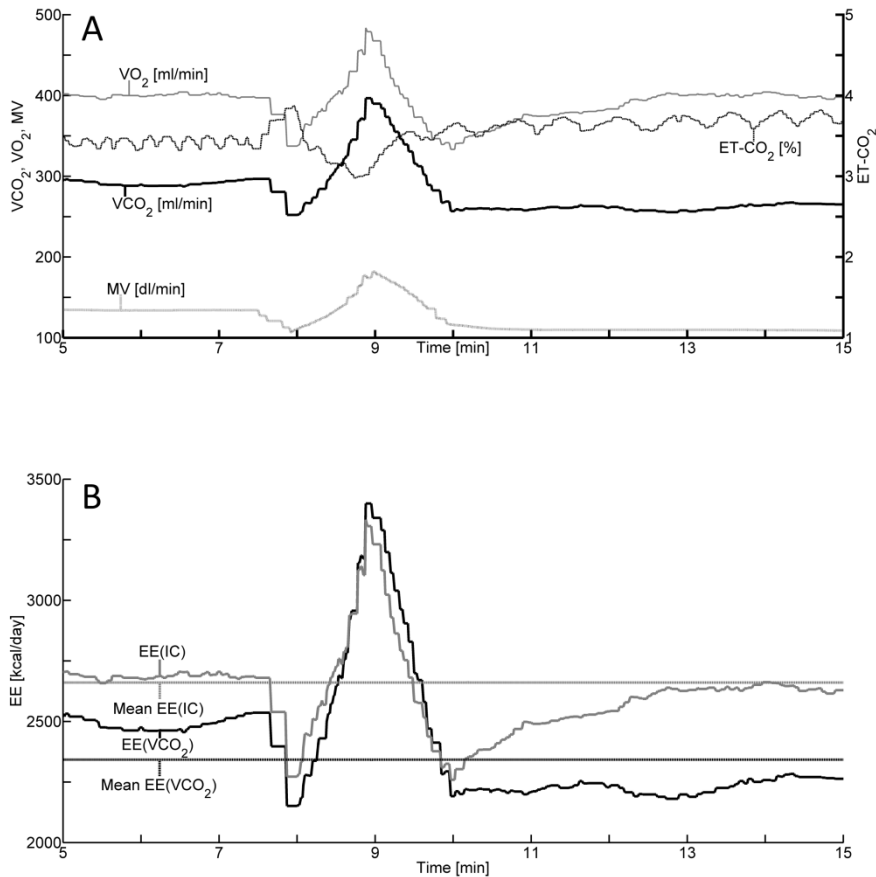 A
500
400
300
200
100
VCO₂, VO₂, MV
VO₂ [ml/min]
VCO₂ [ml/min]
MV [dl/min]
ET-CO₂ [%]
5
4
3
2
1
ET-CO₂
5 7 9 11 13 15
Time [min]
B
3500
3000
2500
2000
EE [kcal/day]
EE(IC)
Mean EE(IC)
EE(VCO₂)
Mean EE(VCO₂)
5 7 9 11 13 15
Time [min]